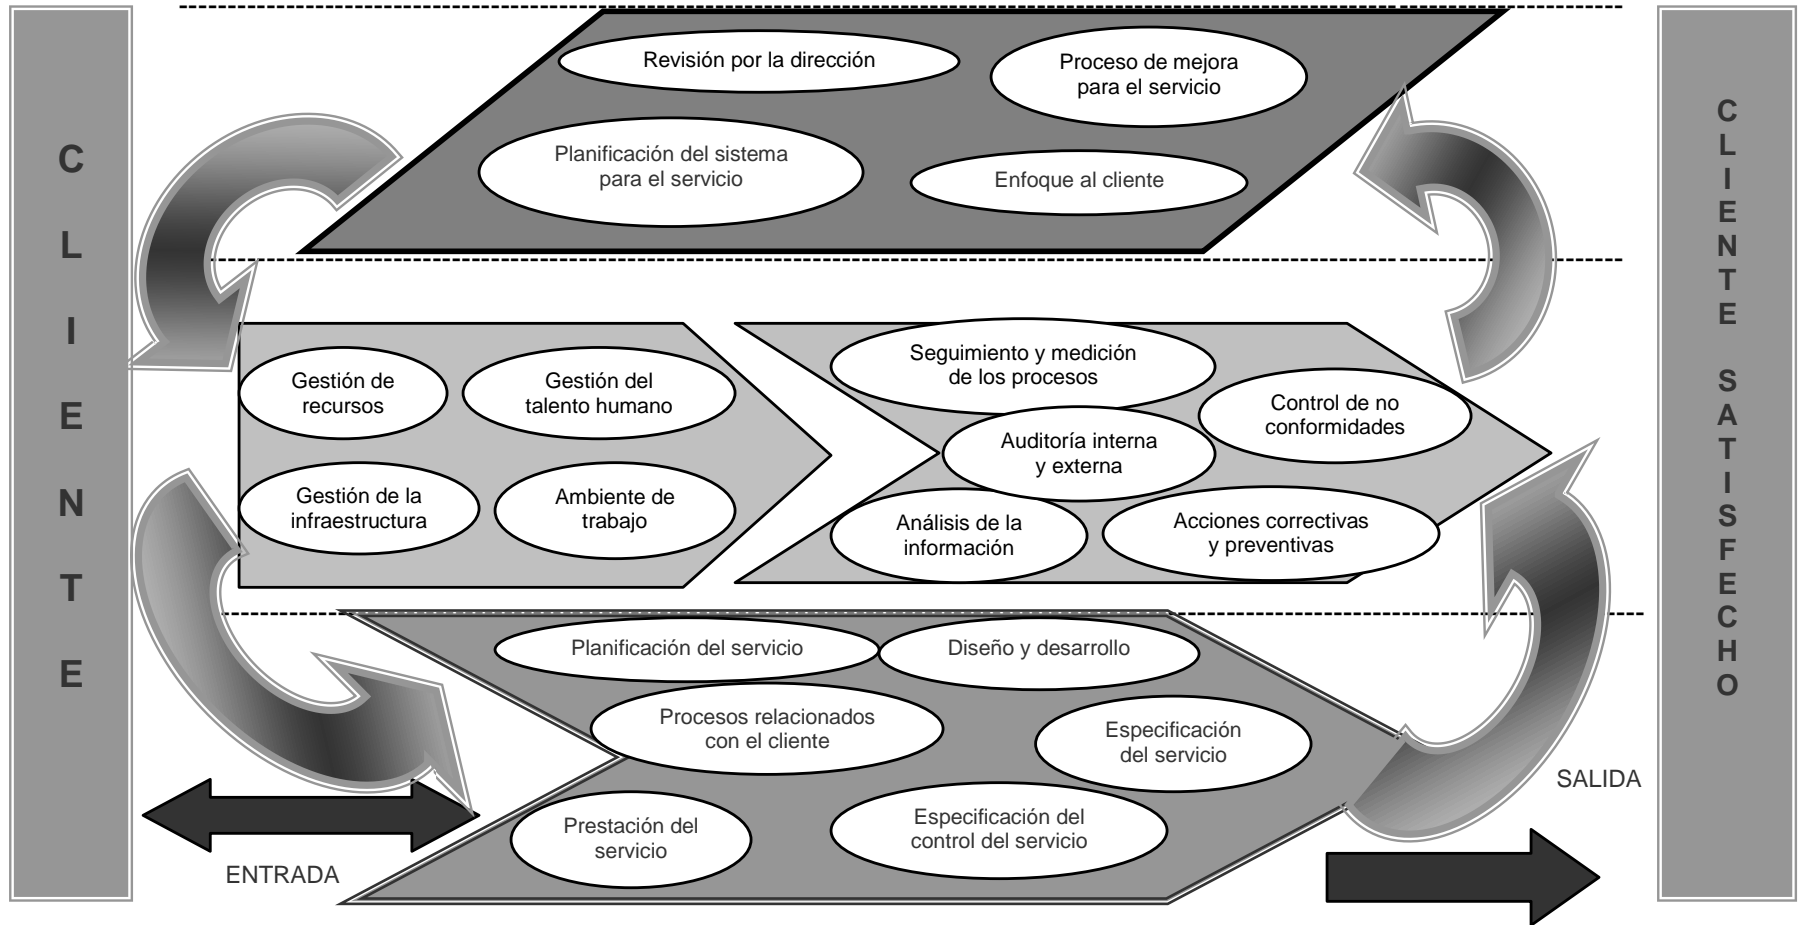 CLIENTE
Revisión por la dirección
Proceso de mejora
para el servicio
Planificación del sistema
para el servicio
Enfoque al cliente
Gestión de
recursos
Gestión del
talento humano
Gestión de la
infraestructura
Ambiente de
trabajo
Seguimiento y medición
de los procesos
Control de no
conformidades
Auditoría interna
y externa
Análisis de la
información
Acciones correctivas
y preventivas
Planificación del servicio
Diseño y desarrollo
Procesos relacionados
con el cliente
Especificación
del servicio
Prestación del
servicio
Especificación del
control del servicio
ENTRADA
SALIDA
CLIENTE SATISFECHO